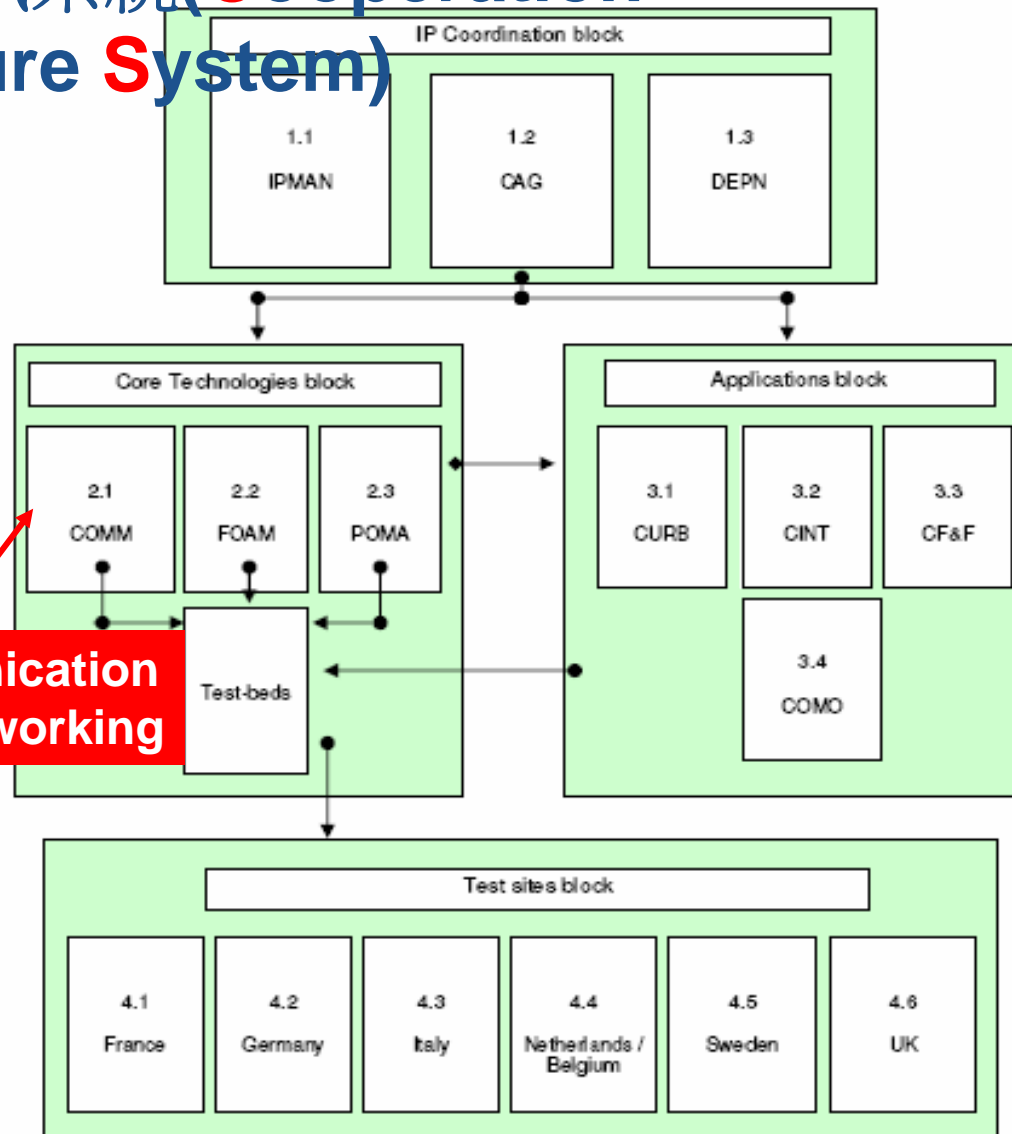 系統(Cooperation
ure System)
IP Coordination block
1.1
IPMAN
1.2
CAG
1.3
DEPN
Core Technologies block
2.1
COMM
2.2
FOAM
2.3
POMA
Test-beds
Applications block
3.1
CURB
3.2
CINT
3.3
CF&F
3.4
COMO
nication
working
Test sites block
4.1
France
4.2
Germany
4.3
Italy
4.4
Netherlands /
Belgium
4.5
Sweden
4.6
UK